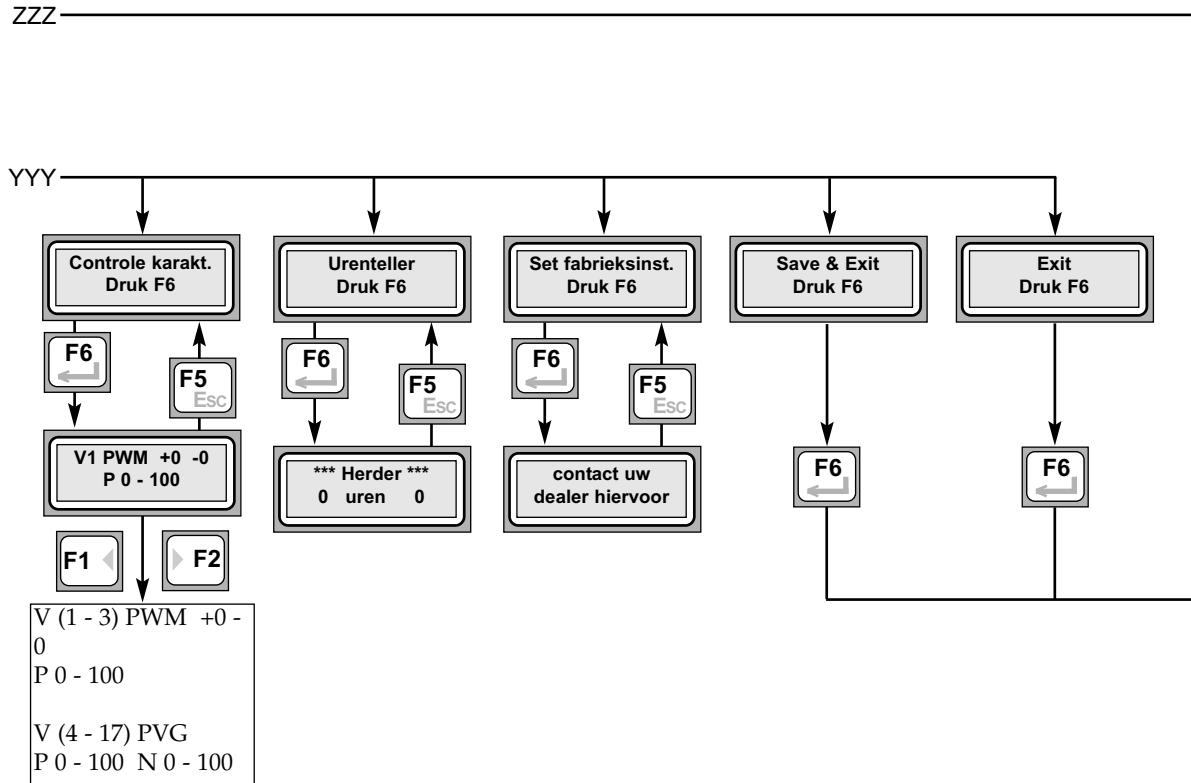 ZZZ
YYY
Controle karakt.
Druk F6
Urenteller
Druk F6
Set fabrieksinst.
Druk F6
Save & Exit
Druk F6
Exit
Druk F6
F6
F5
Esc
F6
F5
Esc
F6
F5
Esc
V1 PWM +0 -0
P 0 - 100
*** Herder ***
0 uren 0
contact uw
dealer hiervoor
F6
F6
F1
F2
V (1 - 3) PWM +0 -
0
P 0 - 100
V (4 - 17) PVG
P 0 - 100 N 0 - 100